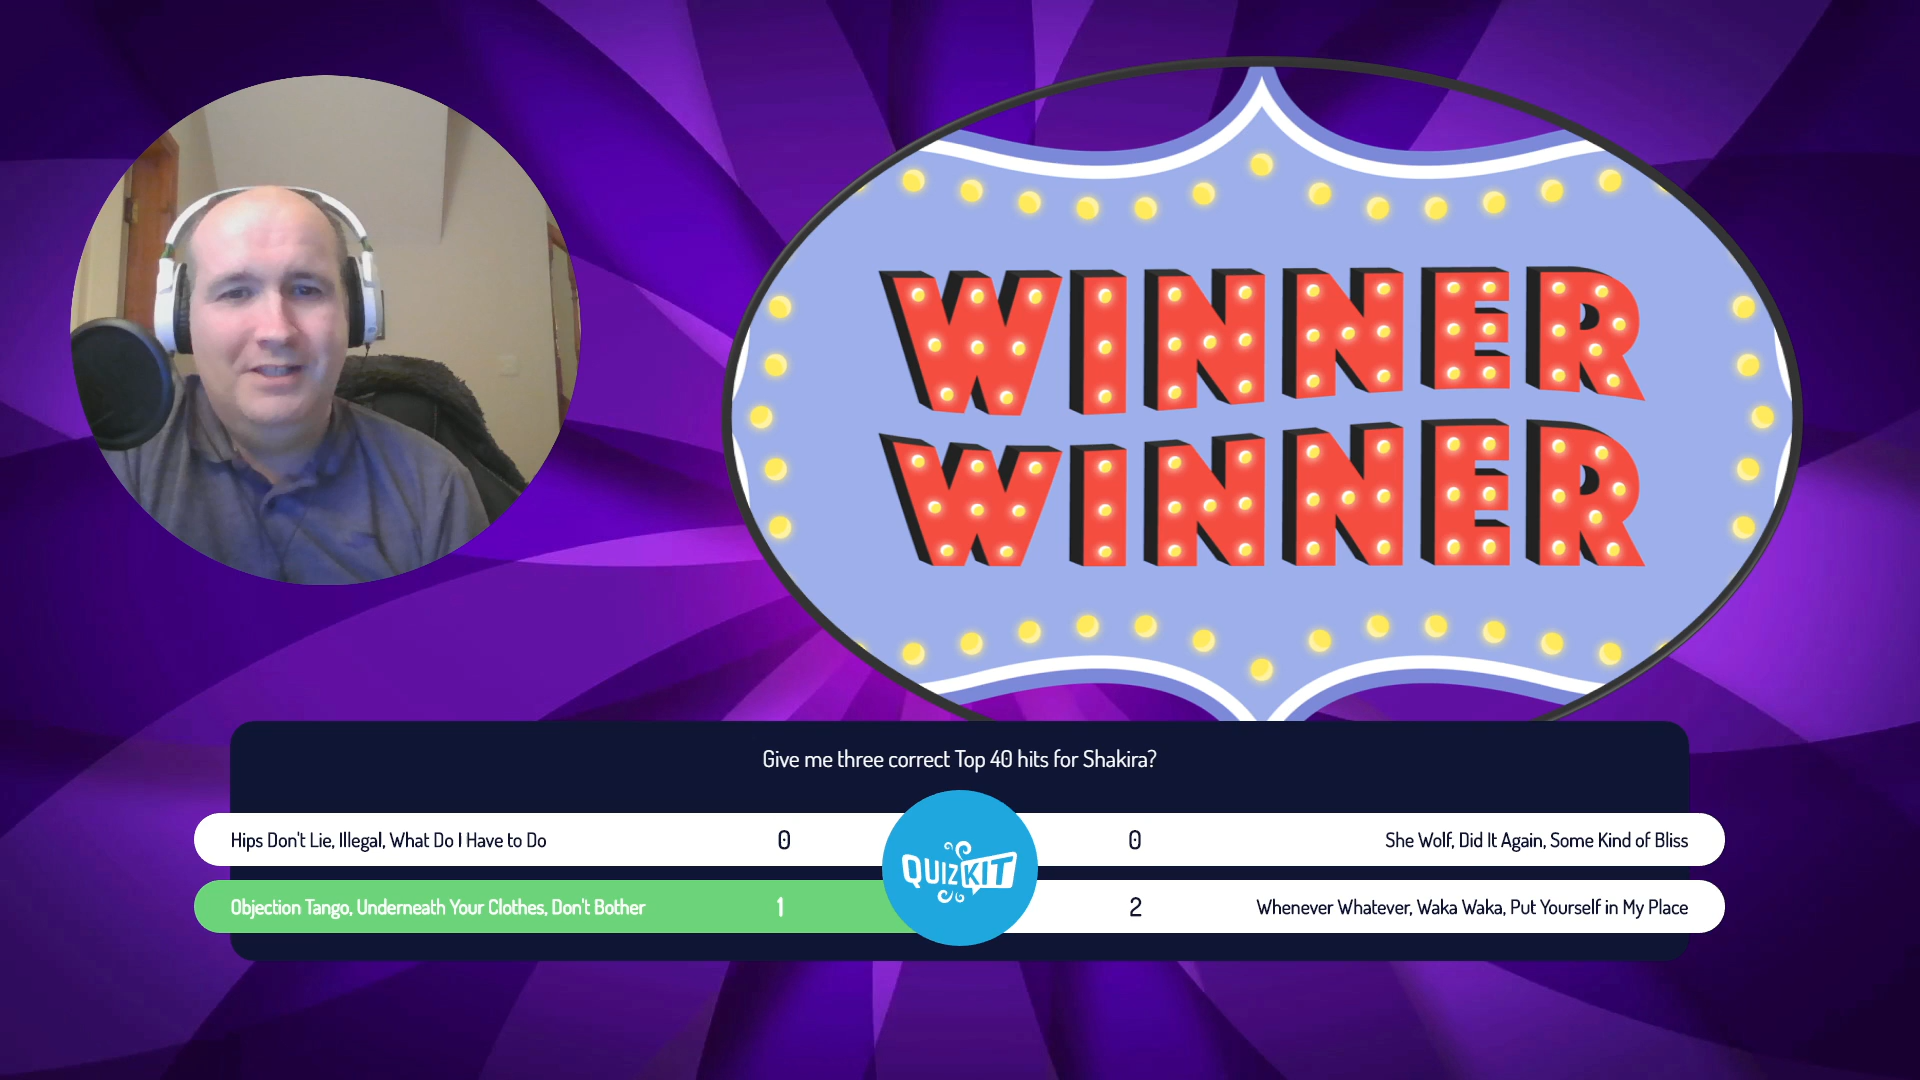 WINNER
WINNER
Give me three correct Top 40 hits for Shakira?
Hips Don't Lie, Illegal, What Do I Have to Do 0
0 She Wolf, Did It Again, Some Kind of Bliss
QUIZKIT
Objection Tango, Underneath Your Clothes, Don't Bother 1
2 Whenever Whatever, Waka Waka, Put Yourself in My Place